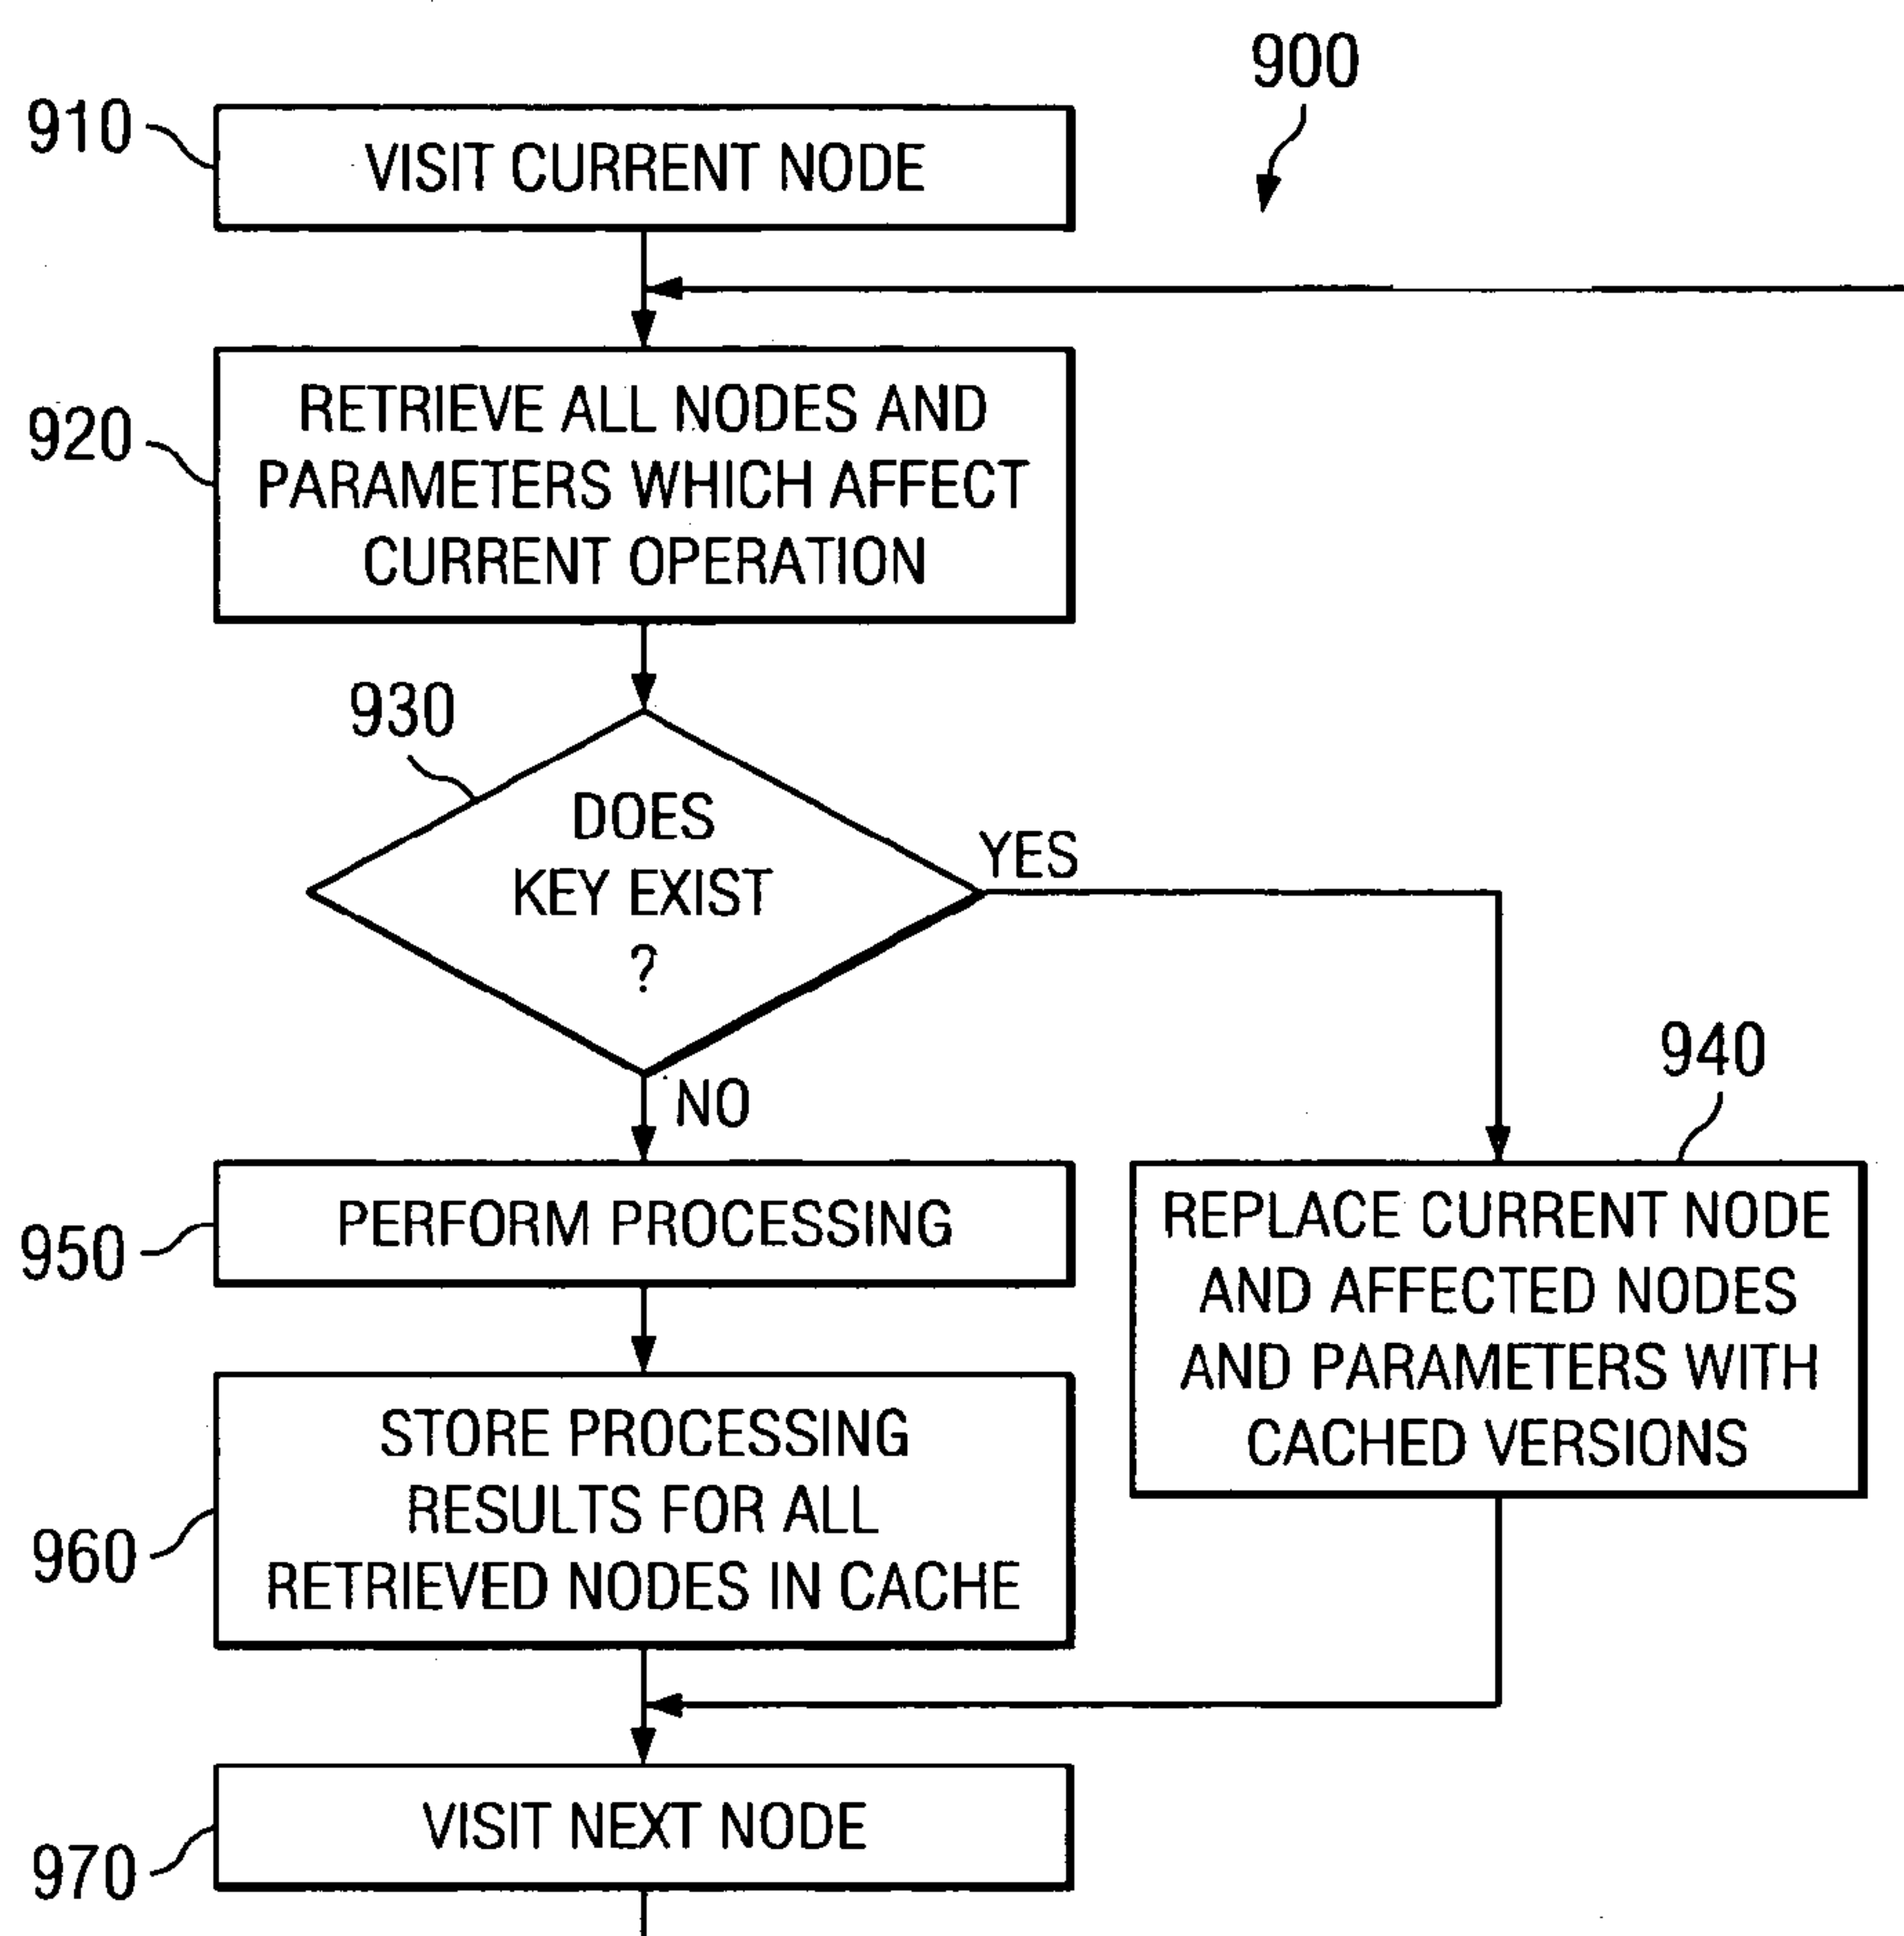 900
910
VISIT CURRENT NODE
920
RETRIEVE ALL NODES AND
PARAMETERS WHICH AFFECT
CURRENT OPERATION
930
DOES
KEY EXIST
?
YES
NO
940
REPLACE CURRENT NODE
AND AFFECTED NODES
AND PARAMETERS WITH
CACHED VERSIONS
950
PERFORM PROCESSING
960
STORE PROCESSING
RESULTS FOR ALL
RETRIEVED NODES IN CACHE
970
VISIT NEXT NODE